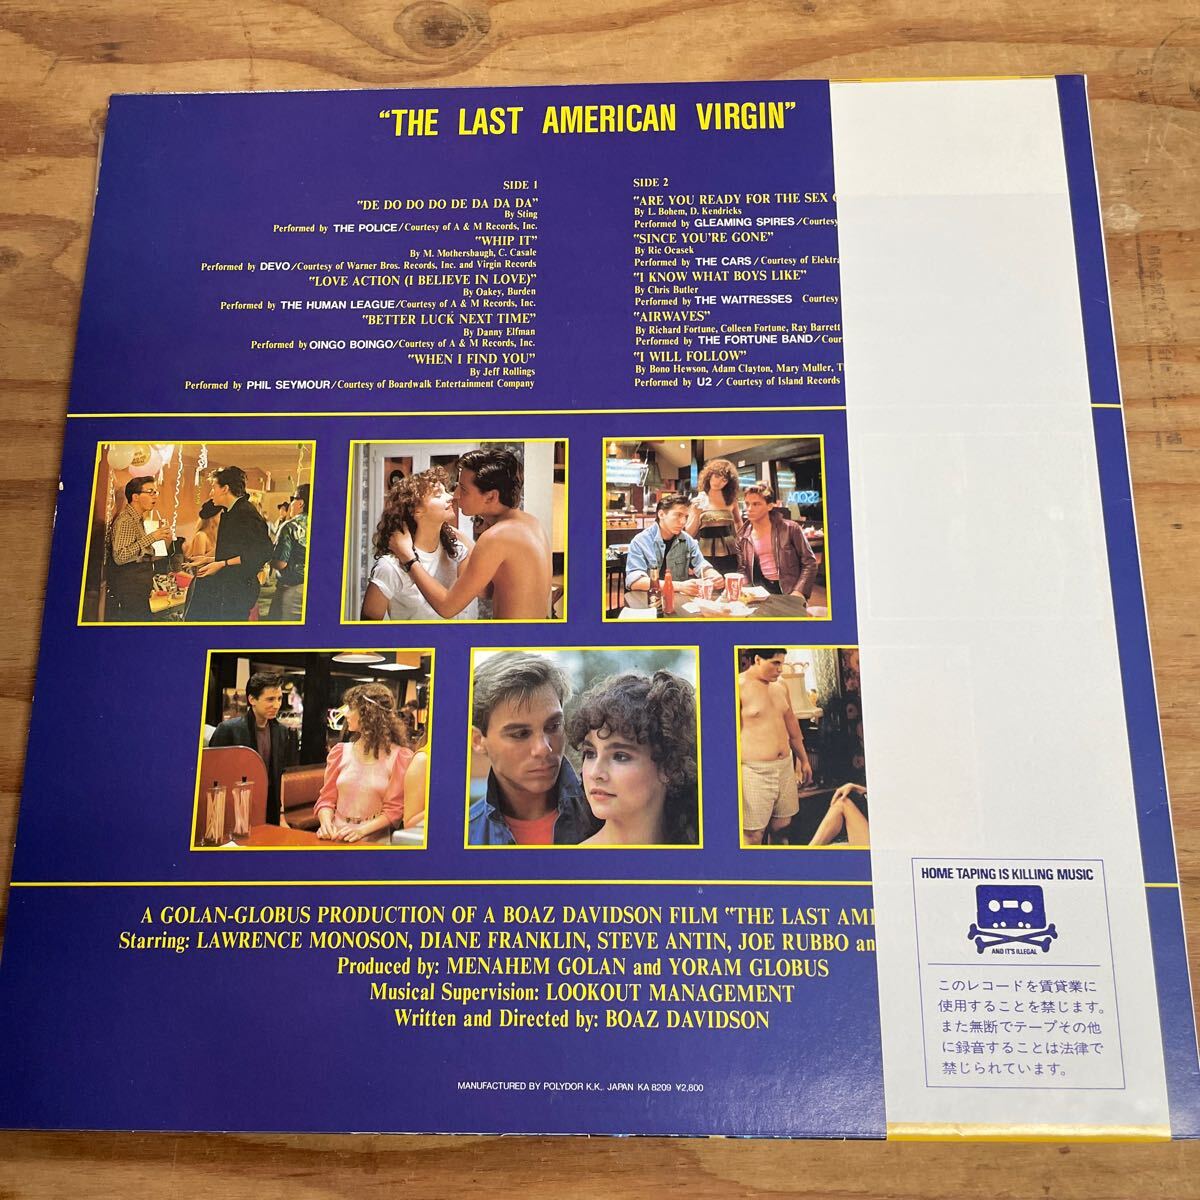 "THE LAST AMERICAN VIRGIN"
SIDE 1
"DE DO DO DO DE DA DA DA"
By Sting
Performed by THE POLICE/Courtesy of A & M Records, Inc.
"WHIP IT"
By M. Mothersbaugh, C. Casale
Performed by DEVO/Courtesy of Warner Bros. Records, Inc. and Virgin Records
"LOVE ACTION (I BELIEVE IN LOVE)"
By Oakey, Burden
Performed by THE HUMAN LEAGUE/Courtesy of A & M Records, Inc.
"BETTER LUCK NEXT TIME"
By Danny Elfman
Performed by OINGO BOINGO/Courtesy of A & M Records, Inc.
"WHEN I FIND YOU"
By Jeff Rollings
Performed by PHIL SEYMOUR/Courtesy of Boardwalk Entertainment Company
SIDE 2
"ARE YOU READY FOR THE SEX
By L. Bohem, D. Kendricks
Performed by GLEAMING SPIRES/Courtesy
"SINCE YOU'RE GONE"
By Ric Ocasek
Performed by THE CARS/Courtesy of Elektra
"I KNOW WHAT BOYS LIKE"
By Chris Butler
Performed by THE WAITRESSES Courtesy
"AIRWAVES"
By Richard Fortune, Colleen Fortune, Ray Barrett
Performed by THE FORTUNE BAND/Cour
"I WILL FOLLOW"
By Bono Hewson, Adam Clayton, Mary Muller, T
Performed by U2 / Courtesy of Island Records
SODA
A GOLAN-GLOBUS PRODUCTION OF A BOAZ DAVIDSON FILM "THE LAST AME
Starring: LAWRENCE MONOSON, DIANE FRANKLIN, STEVE ANTIN, JOE RUBBO an
Produced by: MENAHEM GOLAN and YORAM GLOBUS
Musical Supervision: LOOKOUT MANAGEMENT
Written and Directed by: BOAZ DAVIDSON
MANUFACTURED BY POLYDOR K.K,. JAPAN KA 8209 ¥2,800
HOME TAPING IS KILLING MUSIC
AND IT'S ILLEGAL
このレコードを賃貸業に
使用することを禁じます。
また無断でテープその他
に録音することは法律で
禁じられています。